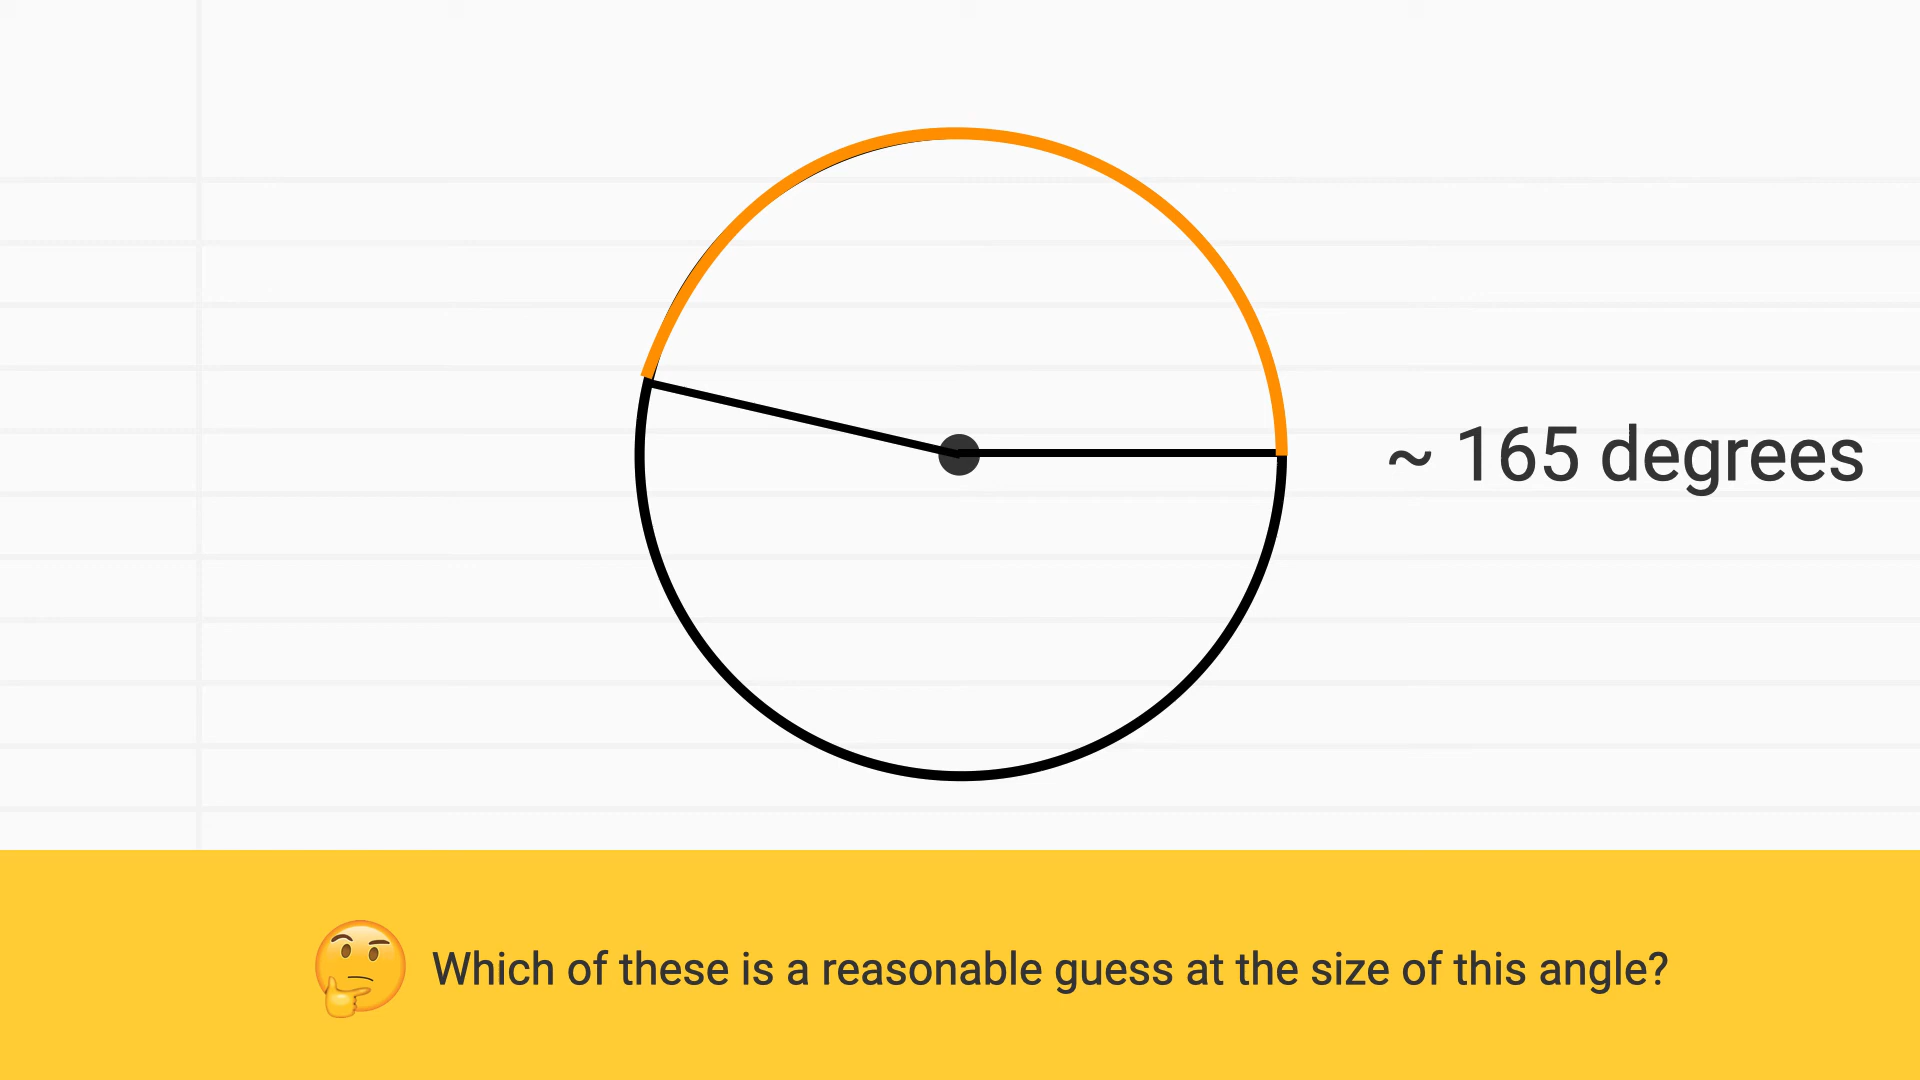 ~ 165 degrees
Which of these is a reasonable guess at the size of this angle?